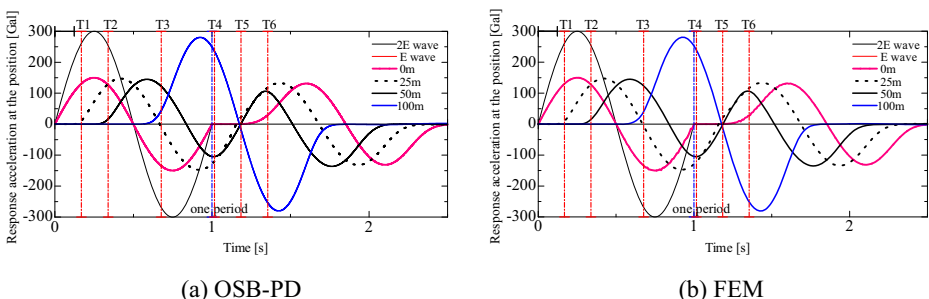 T1 T2 T3 T4 T5 T6
300
200
100
0
-100
-200
-300
Response acceleration at the position [Gal]
2E wave
E wave
0m
25m
50m
100m
one period
0 1 2
Time [s]
(a) OSB-PD
T1 T2 T3 T4 T5 T6
300
200
100
0
-100
-200
-300
Response acceleration at the position [Gal]
2E wave
E wave
0m
25m
50m
100m
one period
0 1 2
Time [s]
(b) FEM